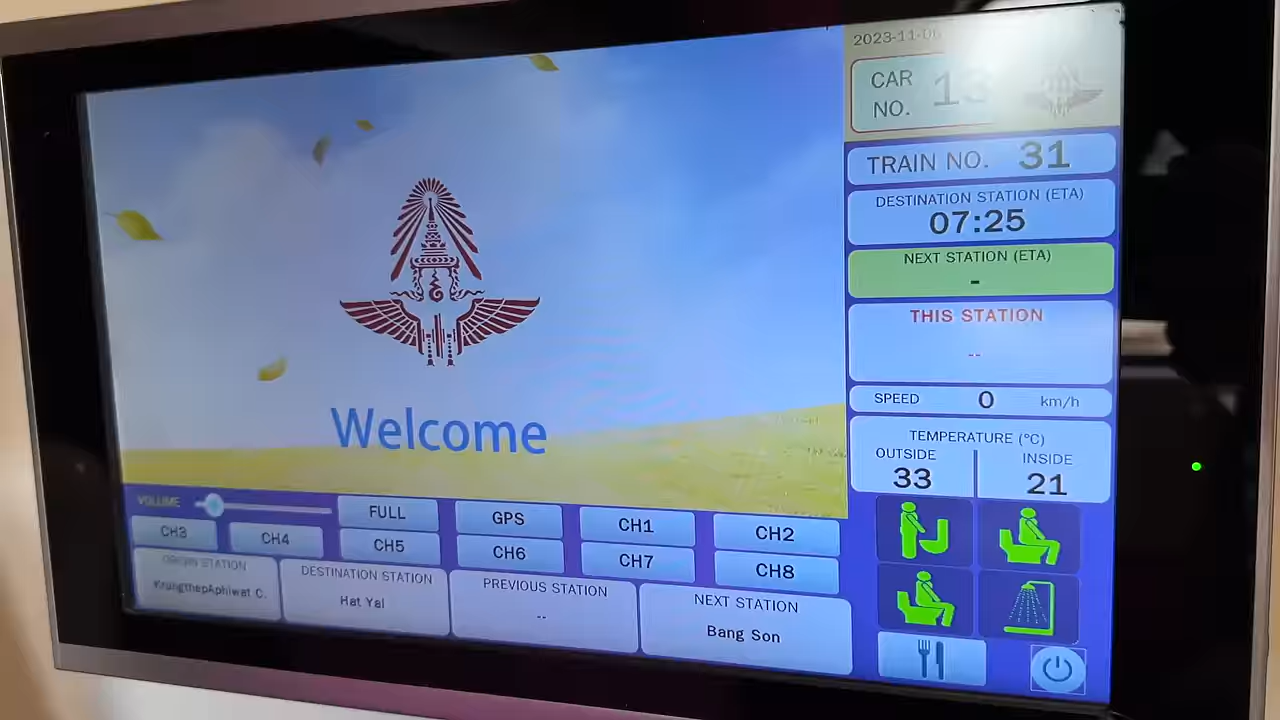 2023-11-06
CAR
NO. 13
TRAIN NO. 31
DESTINATION STATION (ETA)
07:25
NEXT STATION (ETA)
-
THIS STATION
--
SPEED 0 km/h
TEMPERATURE (°C)
OUTSIDE INSIDE
33 21
Welcome
VOLUME
FULL GPS CH1 CH2
CH3 CH4 CH5 CH6 CH7 CH8
ORIGIN STATION
KrungthepAphiwat C.
DESTINATION STATION
Hat Yai
PREVIOUS STATION
--
NEXT STATION
Bang Son